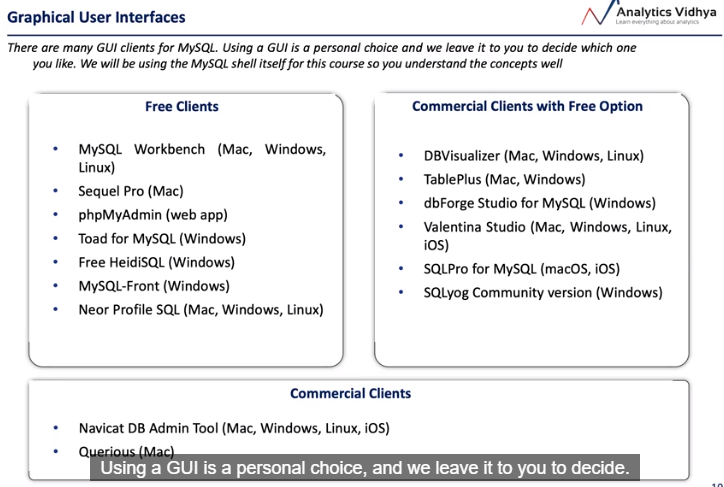 Graphical User Interfaces
Analytics Vidhya
Learn everything about analytics
There are many GUI clients for MySQL. Using a GUI is a personal choice and we leave it to you to decide which one
you like. We will be using the MySQL shell itself for this course so you understand the concepts well
Free Clients
• MySQL Workbench (Mac, Windows,
Linux)
• Sequel Pro (Mac)
• phpMyAdmin (web app)
• Toad for MySQL (Windows)
• Free HeidiSQL (Windows)
• MySQL-Front (Windows)
• Neor Profile SQL (Mac, Windows, Linux)
Commercial Clients with Free Option
• DBVisualizer (Mac, Windows, Linux)
• TablePlus (Mac, Windows)
• dbForge Studio for MySQL (Windows)
• Valentina Studio (Mac, Windows, Linux,
iOS)
• SQLPro for MySQL (macOS, iOS)
• SQLyog Community version (Windows)
Commercial Clients
• Navicat DB Admin Tool (Mac, Windows, Linux, iOS)
• Querious (Mac)
Using a GUI is a personal choice, and we leave it to you to decide.